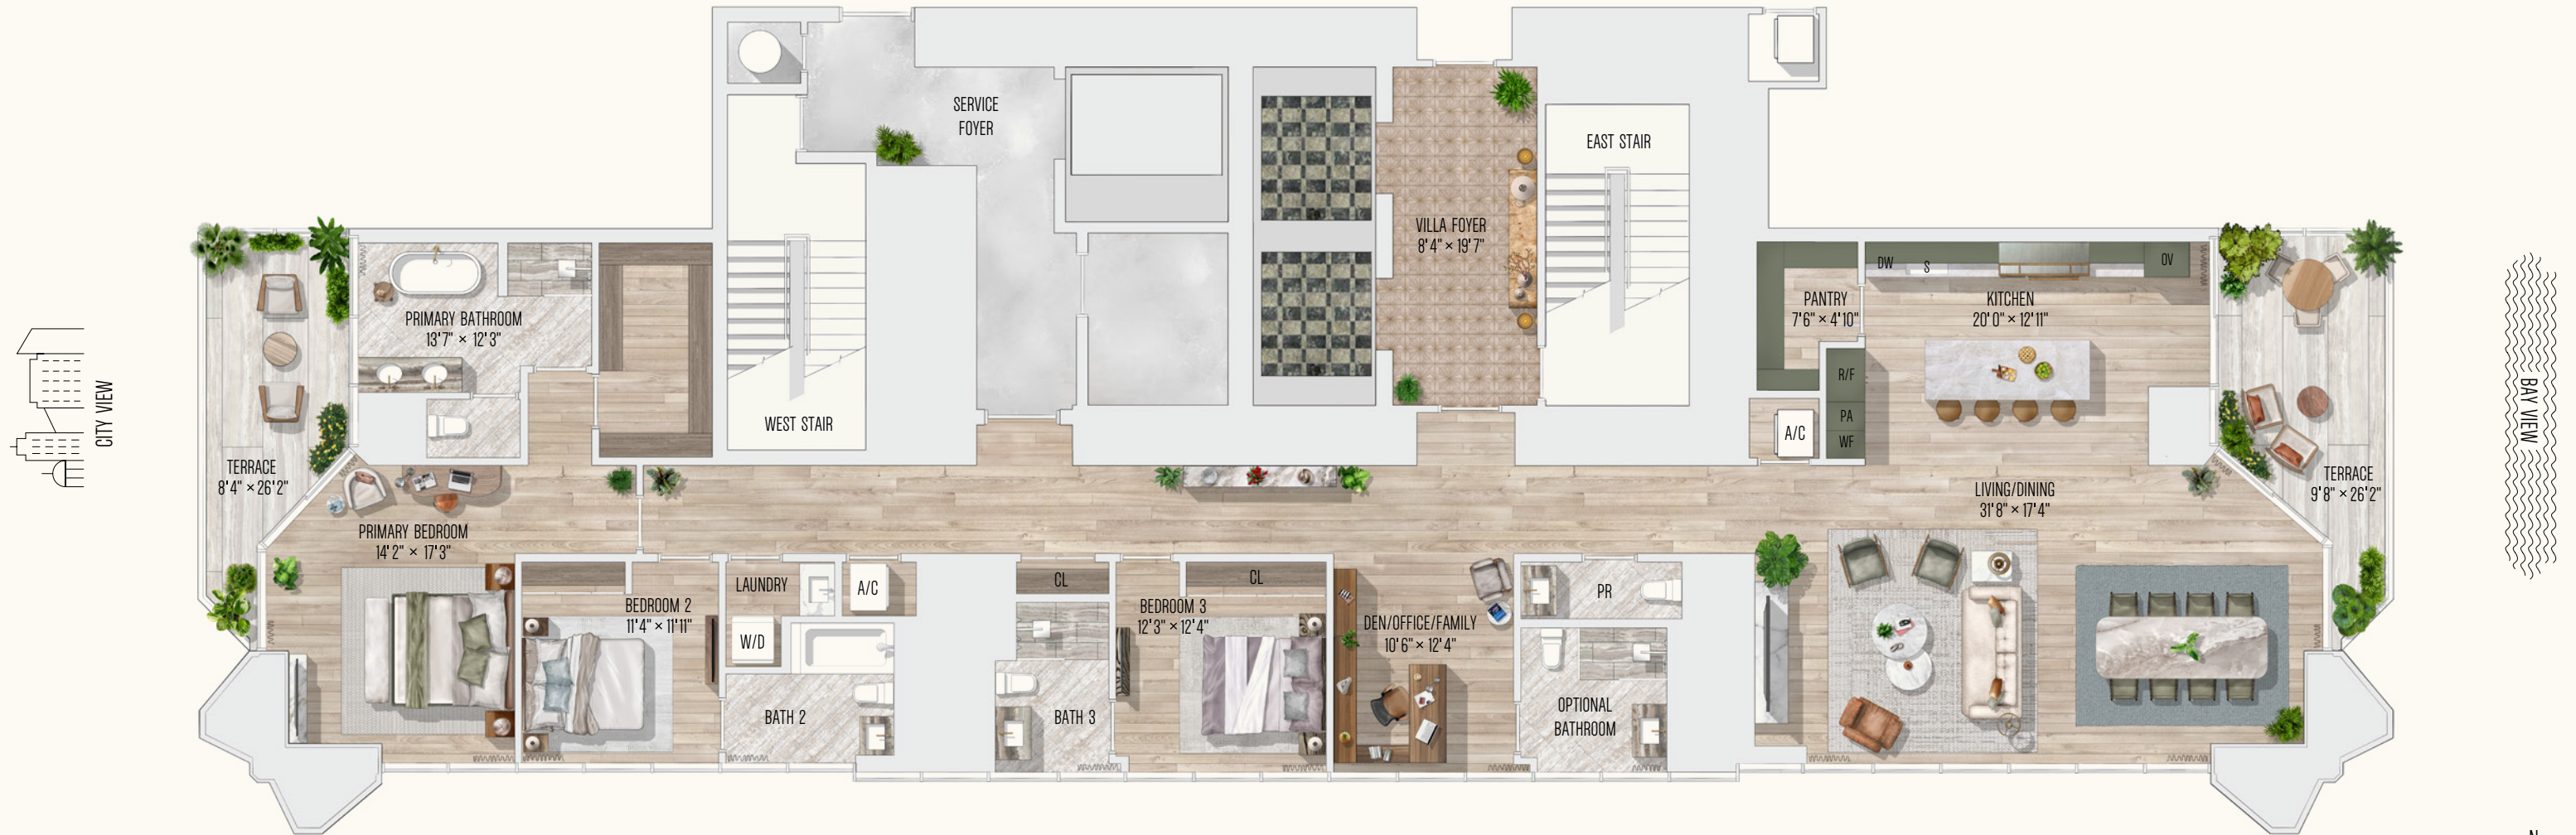 SERVICE
FOYER
EAST STAIR
VILLA FOYER
8'4" × 19'7"
DW
S
OV
PRIMARY BATHROOM
13'7" × 12'3"
PANTRY
7'6" × 4'10"
KITCHEN
20'0" × 12'11"
R/F
PA
WF
A/C
CITY VIEW
BAY VIEW
WEST STAIR
TERRACE
8'4" × 26'2"
TERRACE
9'8" × 26'2"
LIVING/DINING
31'8" × 17'4"
PRIMARY BEDROOM
14'2" × 17'3"
LAUNDRY
A/C
CL
CL
BEDROOM 2
11'4" × 11'11"
W/D
BEDROOM 3
12'3" × 12'4"
DEN/OFFICE/FAMILY
10'6" × 12'4"
PR
BATH 2
BATH 3
OPTIONAL
BATHROOM
N